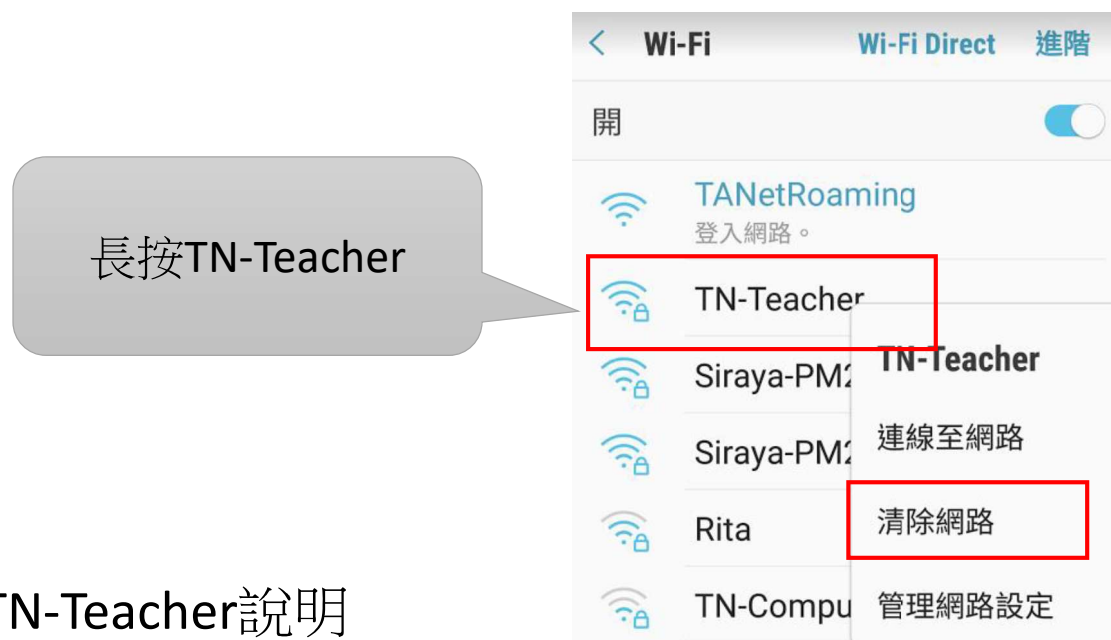 長按TN-Teacher
TN-Teacher說明
Wi-Fi Wi-Fi Direct 進階
開
TANetRoaming
登入網路。
TN-Teacher
Siraya-PM2
Siraya-PM2
Rita
TN-Compu
TN-Teacher
連線至網路
清除網路
管理網路設定